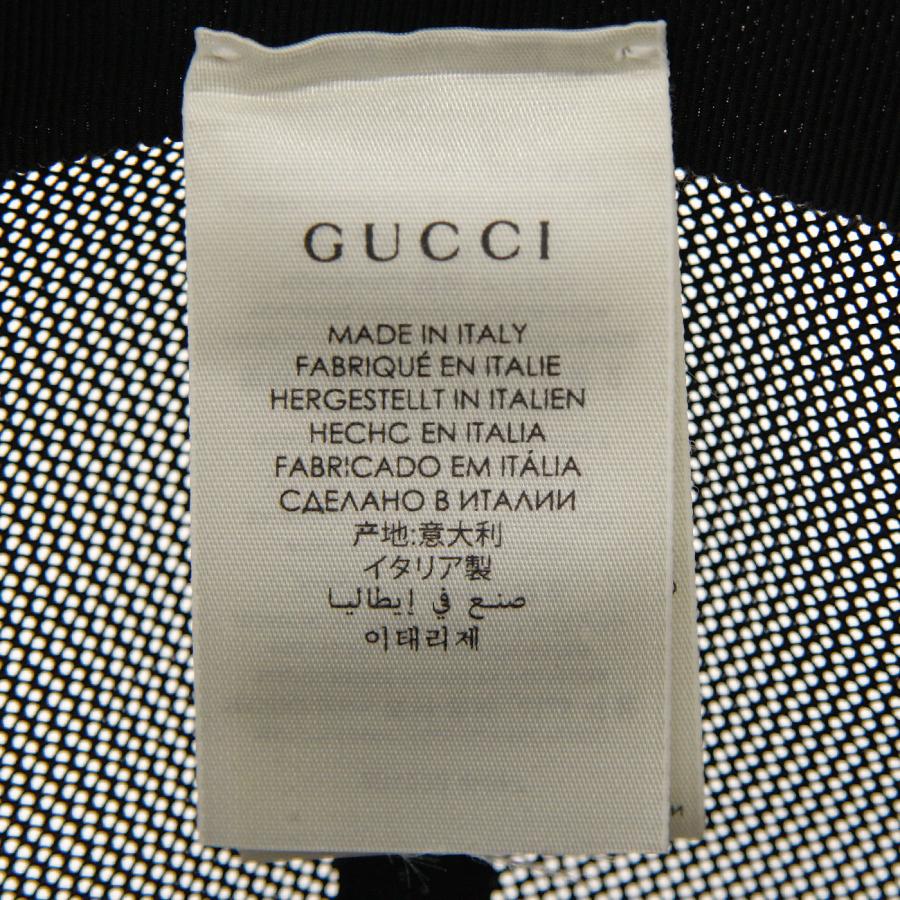 GUCCI
MADE IN ITALY
FABRIQUÉ EN ITALIE
HERGESTELLT IN ITALIEN
HECHC EN ITALIA
FABRICADO EM ITÁLIA
СДЕЛАНО В ИТАЛИИ
产地:意大利
イタリア製
صنع في إيطاليا
이태리제